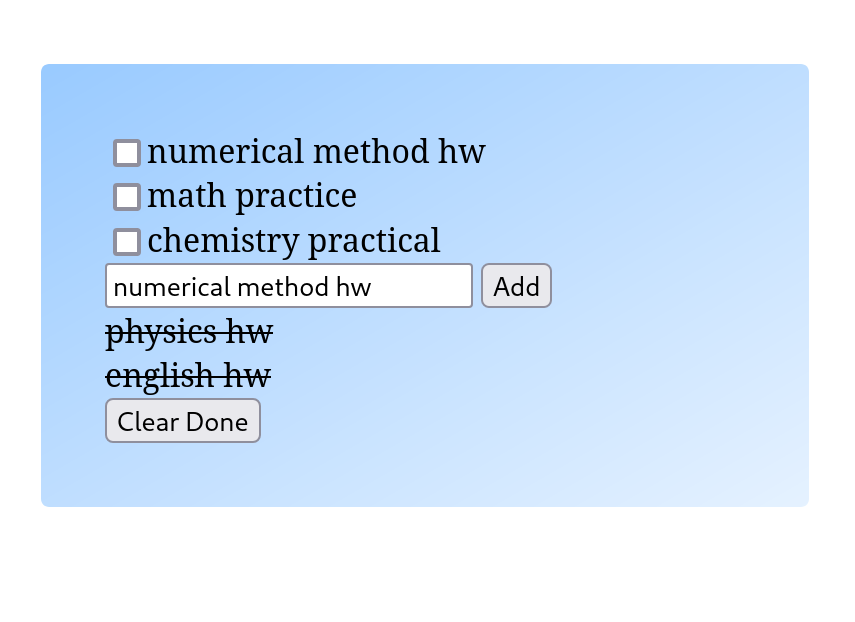 numerical method hw
math practice
chemistry practical
numerical method hw Add
physics hw
english hw
Clear Done